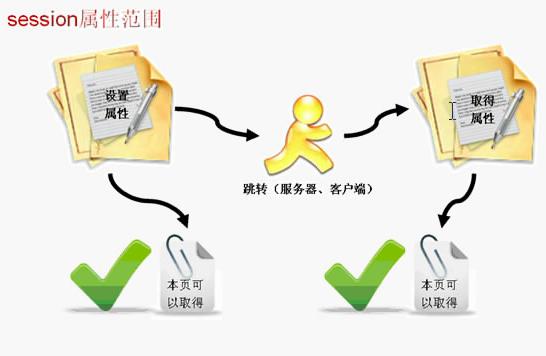 session属性范围
设置
属性
取得
属性
跳转（服务器、客户端）
本页可
以取得
本页可
以取得